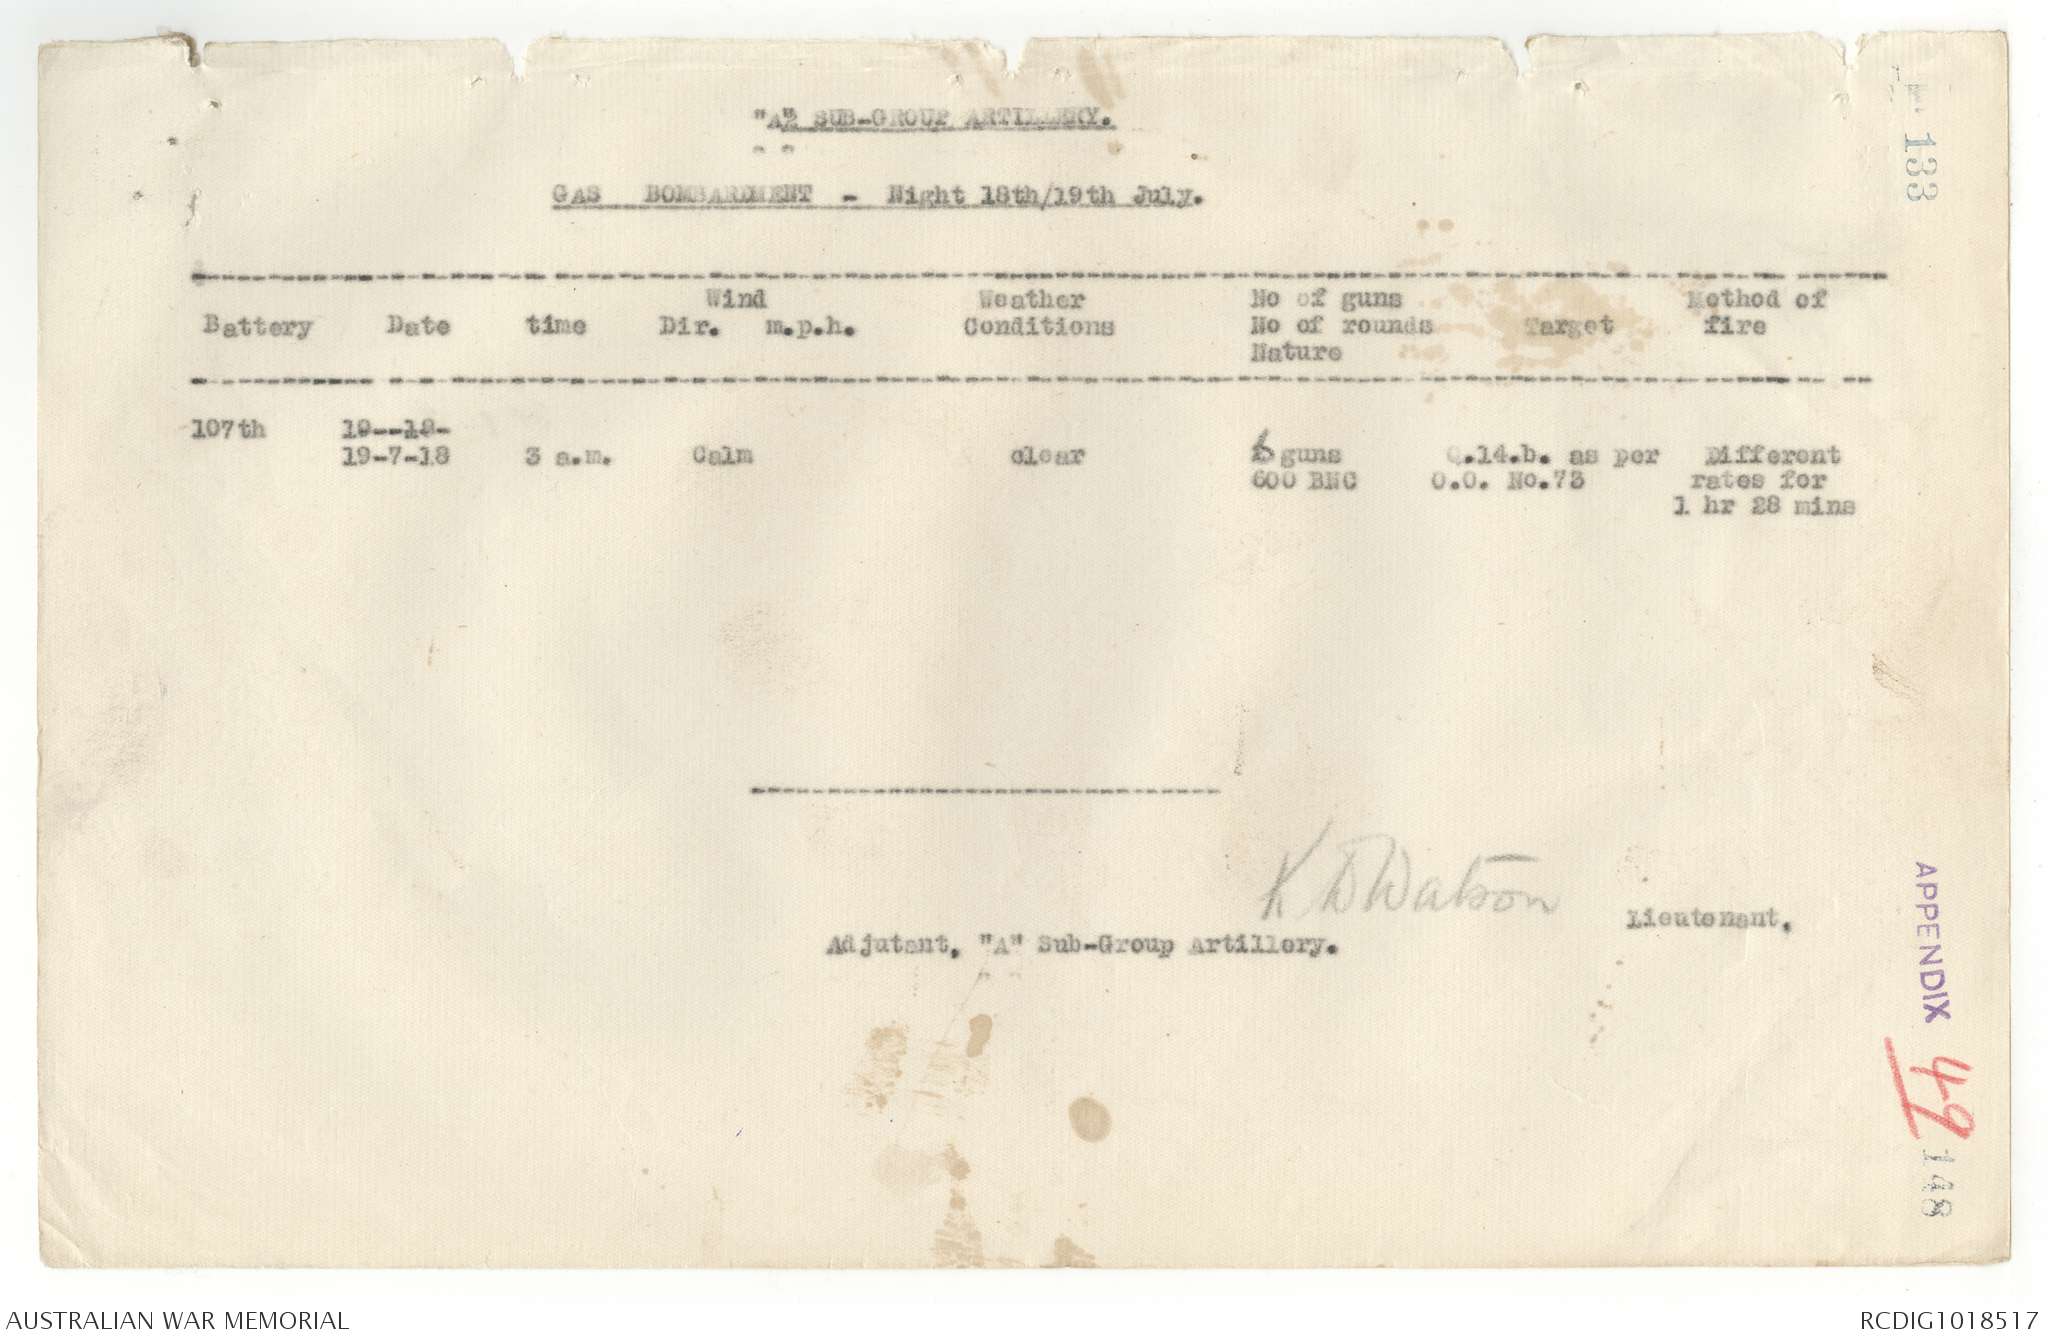 "A" SUB-GROUP ARTILLERY.
GAS BOMBARDMENT - Night 18th/19th July.
Wind Weather No of guns Method of
Battery Date time Dir. m.p.h. Conditions No of rounds Target fire
Nature
107th 19--18-
19-7-18 3 a.m. Calm clear 6 guns Q.14.b. as per Different
600 BNC O.O. No.73 rates for
1 hr 28 mins
K D Watson
Lieutenant,
Adjutant, "A" Sub-Group Artillery.
133
APPENDIX
49
148
AUSTRALIAN WAR MEMORIAL
RCDIG1018517